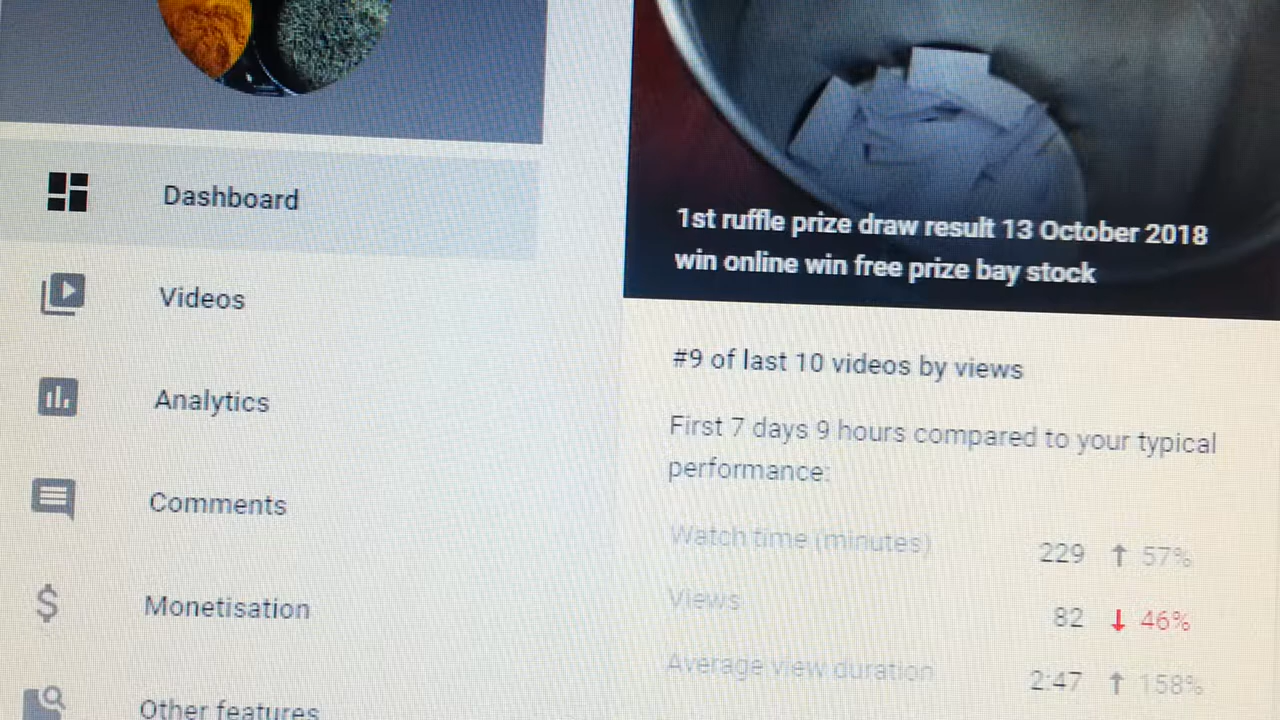 Dashboard
Videos
Analytics
Comments
Monetisation
Other features
1st ruffle prize draw result 13 October 2018
win online win free prize bay stock
#9 of last 10 videos by views
First 7 days 9 hours compared to your typical
performance:
Watch time (minutes) 229 ↑ 57%
Views 82 ↓ 46%
Average view duration 2:47 ↑ 158%